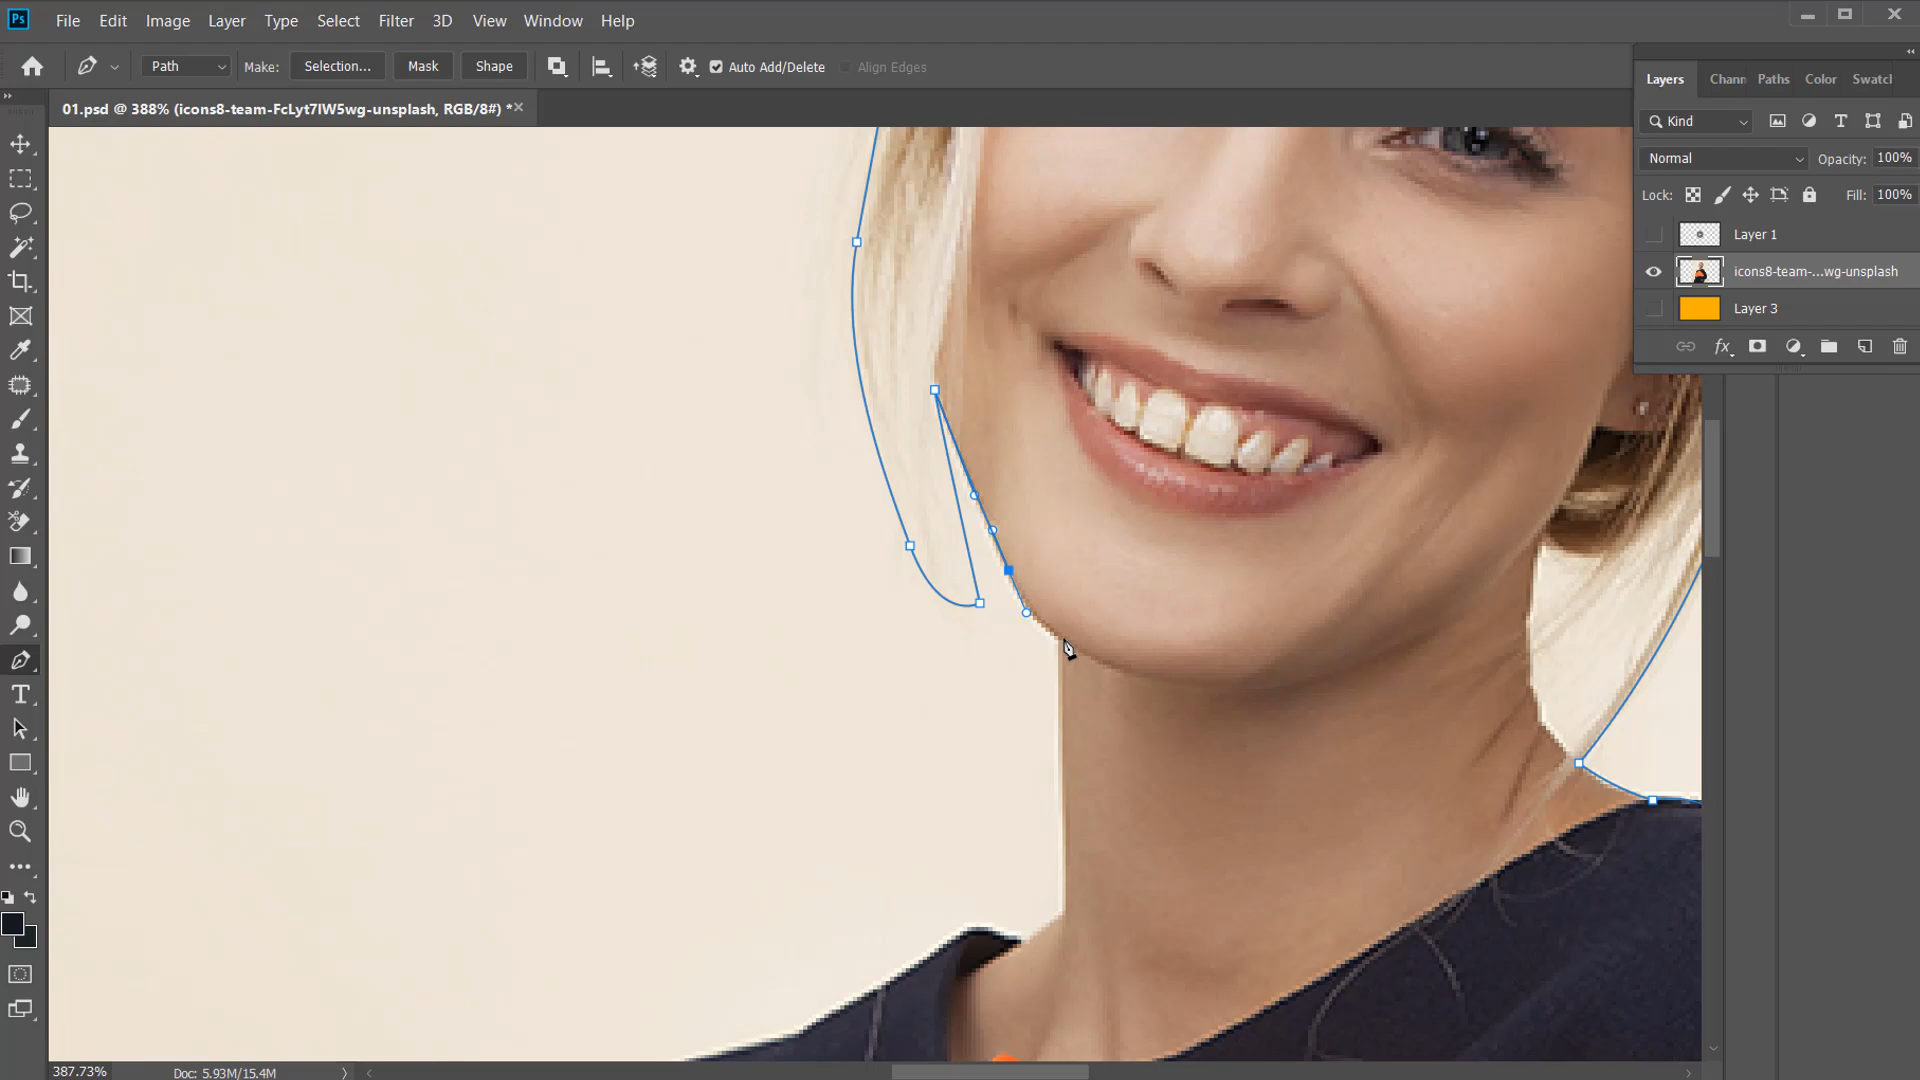 Ps File Edit Image Layer Type Select Filter 3D View Window Help
Path Make: Selection... Mask Shape Auto Add/Delete Align Edges
01.psd @ 388% (icons8-team-FcLyt7lW5wg-unsplash, RGB/8#) *
Layers Chann Paths Color Swatcl
Kind
Normal Opacity: 100%
Lock: Fill: 100%
Layer 1
icons8-team-...wg-unsplash
Layer 3
387.73% Doc: 5.93M/15.4M